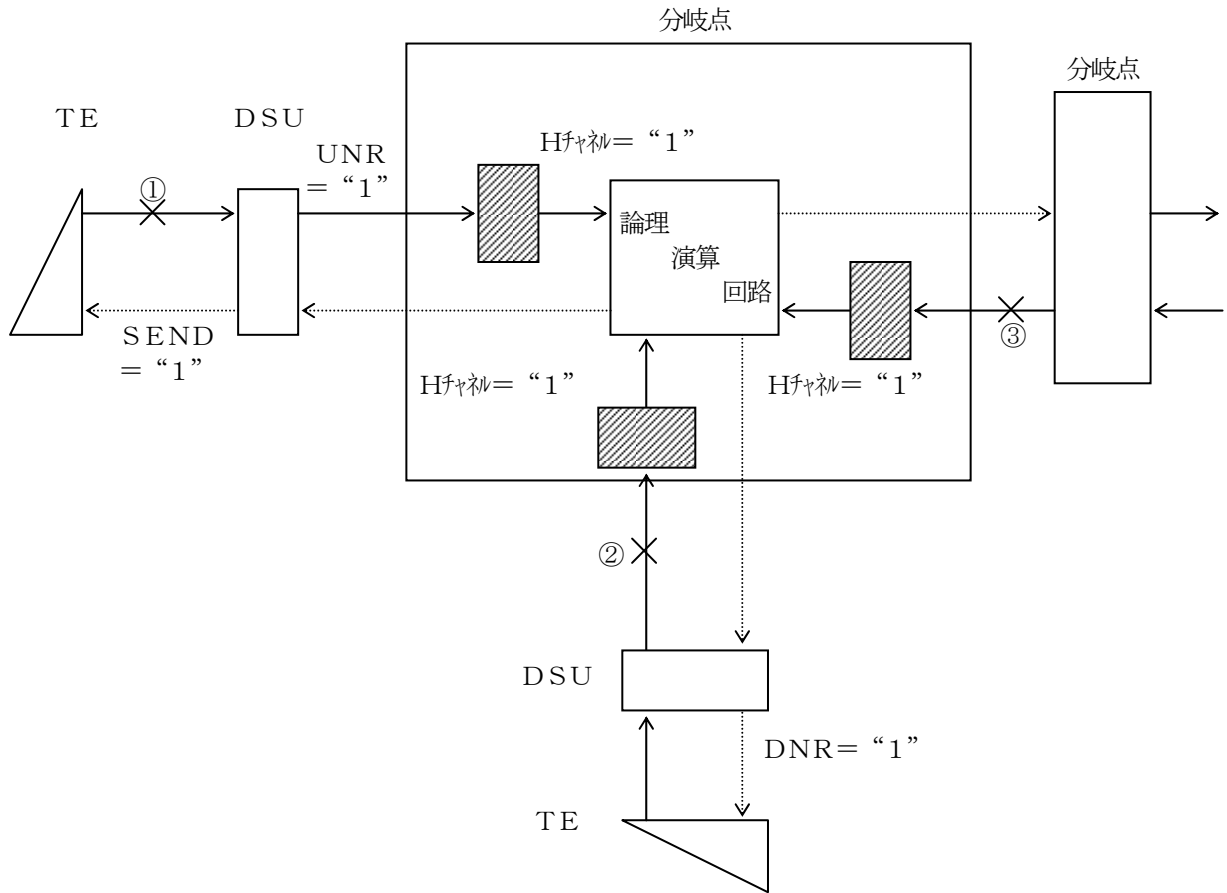 分岐点
分岐点
TE
DSU
UNR
= “1”
Hチャネル= “1”
①
論理
演算
回路
SEND
= “1”
③
Hチャネル= “1”
Hチャネル= “1”
②
DSU
DNR= “1”
TE